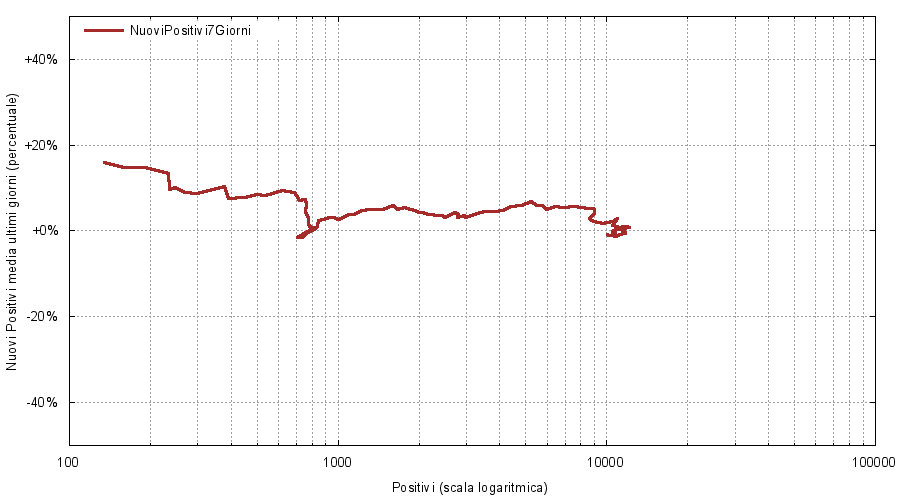 NuoviPositivi7Giorni
+40%
+20%
+0%
-20%
-40%
Nuovi Positivi media ultimi giorni (percentuale)
100 1000 10000 100000
Positivi (scala logaritmica)